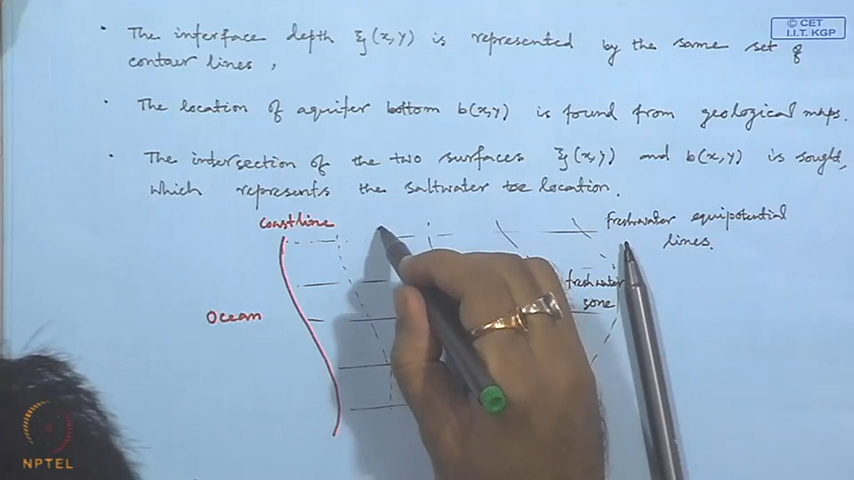 © CET
I.I.T. KGP
The interface depth ξ(x,y) is represented by the same set of
contour lines,
The location of aquifer bottom b(x,y) is found from geological maps.
The intersection of the two surfaces ξ(x,y) and b(x,y) is sought,
which represents the saltwater toe location.
Coastline
freshwater equipotential
lines.
freshwater
zone
Ocean
NPTEL